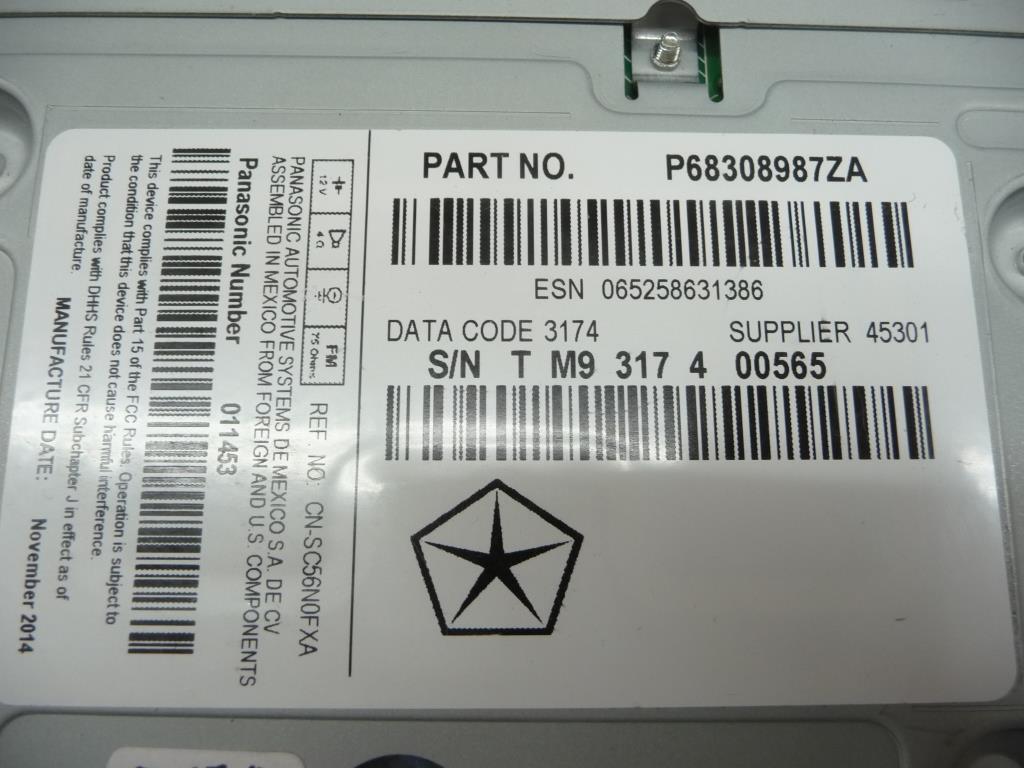 PART NO. P68308987ZA
ESN 065258631386
DATA CODE 3174 SUPPLIER 45301
S/N T M9 317 4 00565
12 V
4 Ω
FM
75 Ohms
REF NO: CN-SC56N0FXA
PANASONIC AUTOMOTIVE SYSTEMS DE MEXICO S.A. DE CV
ASSEMBLED IN MEXICO FROM FOREIGN AND U.S. COMPONENTS
Panasonic Number 011453
This device complies with Part 15 of the FCC Rules. Operation is subject to
the condition that this device does not cause harmful interference.
Product complies with DHHS Rules 21 CFR Subchapter J in effect as of
date of manufacture.
MANUFACTURE DATE: November 2014